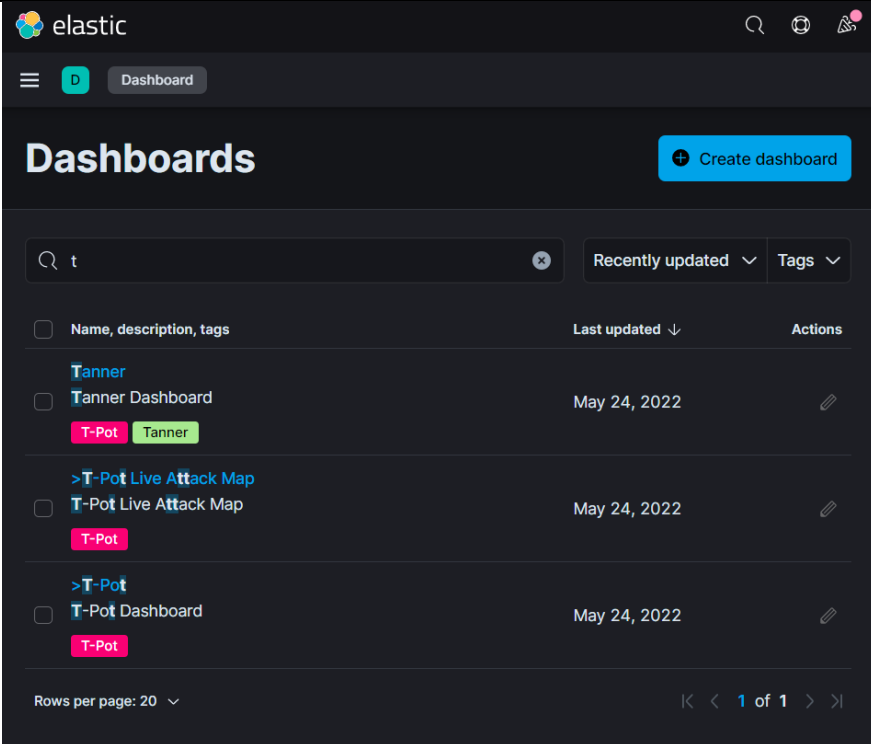 elastic
D Dashboard
Dashboards
Create dashboard
t
Recently updated
Tags
Name, description, tags
Last updated
Actions
Tanner
Tanner Dashboard
May 24, 2022
T-Pot Tanner
>T-Pot Live Attack Map
T-Pot Live Attack Map
May 24, 2022
T-Pot
>T-Pot
T-Pot Dashboard
May 24, 2022
T-Pot
Rows per page: 20
1 of 1